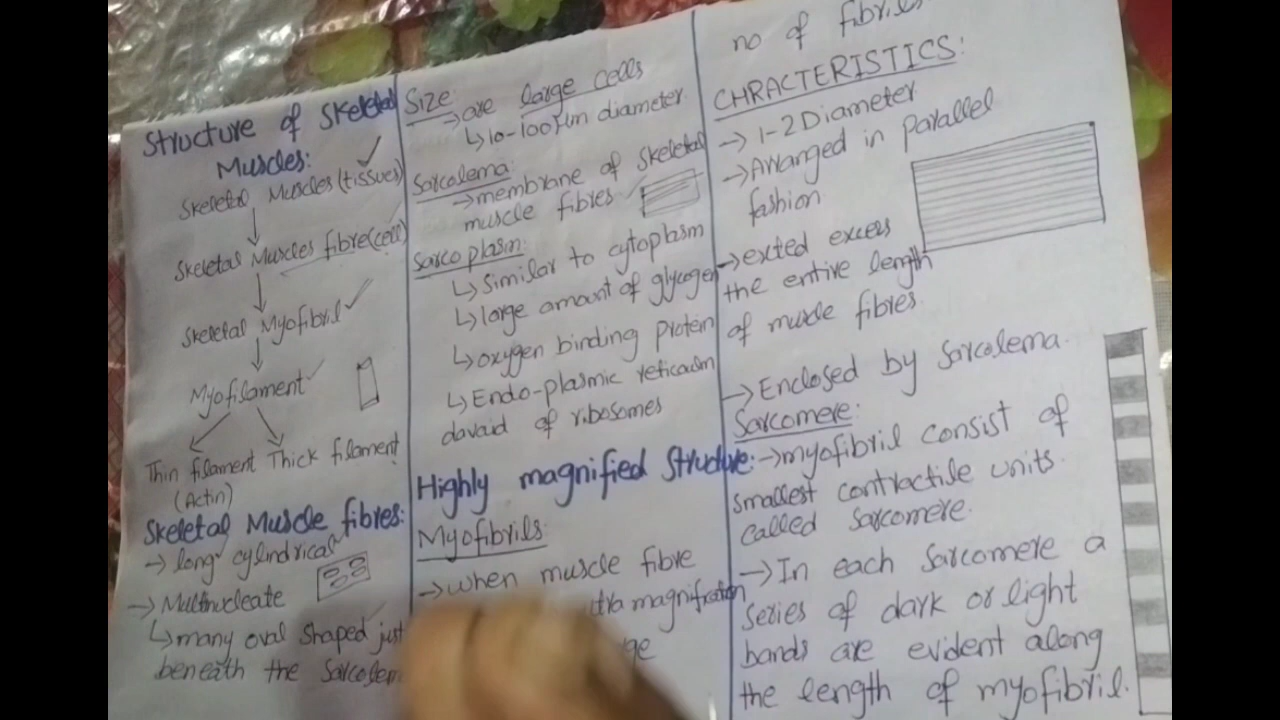 Structure of Skeletal
Muscles:
Skeletal Muscles (tissues)
Skeletal Muscles fibre (cell)
Skeletal Myofibril
Myofilament
Thin filament Thick filament
(Actin)
Skeletal Muscle fibres:
→ long cylindrical
→ Multinucleate
↳ many oval shaped just
beneath the Sarcolem
Size:
→ are large cells
↳ 10-100 μm diameter
Sarcolema:
→ membrane of skeletal
muscle fibres
Sarcoplasm:
↳ Similar to cytoplasm
↳ large amount of glycogen
↳ oxygen binding protein
↳ Endo-plasmic reticulm
davoid of ribosomes
Highly magnified Structure:
Myofibrils:
→ when muscle fibre
ultra magnification
no of fibrils
CHRACTERISTICS:
→ 1-2 Diameter
→ Arranged in parallel
fashion
→ exted excess
the entire length
of muscle fibres.
→ Enclosed by Sarcolema.
Sarcomere:
→ myofibril consist of
smallest contractile units
called sarcomere.
→ In each Sarcomere a
series of dark or light
bands are evident along
the length of myofibril.